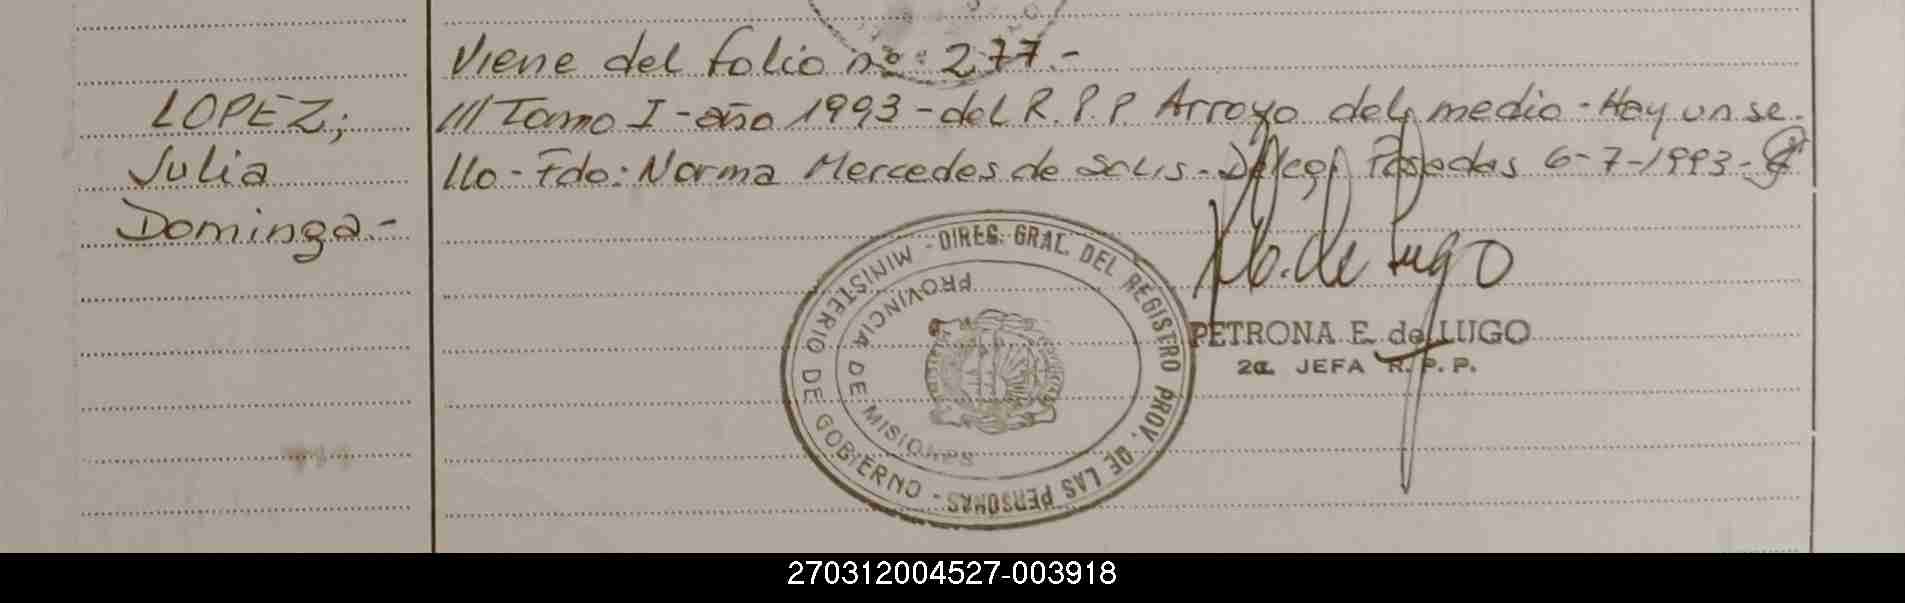 Viene del folio nº: 277.-
LOPEZ; /// Tomo I - año 1993 - del R.P.P. Arroyo del medio - Hay un se.
Julia llo - Fdo: Norma Mercedes de Solis - Posadas 6-7-1993-
Dominga.-
MINISTERIO DE GOBIERNO - DIREC. GRAL. DEL REGISTRO PROV. DE LAS PERSONAS -
PROVINCIA DE MISIONES
de Lugo
PETRONA E. de LUGO
2a. JEFA R.P.P.
270312004527-003918